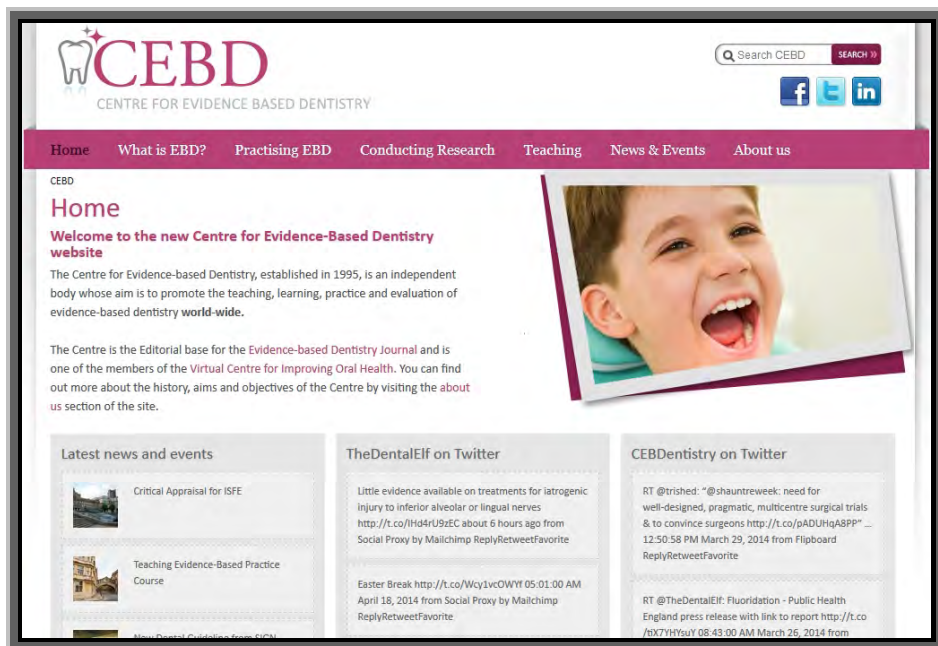 CEBD
CENTRE FOR EVIDENCE BASED DENTISTRY
Search CEBD
SEARCH »
f
t
in
Home What is EBD? Practising EBD Conducting Research Teaching News & Events About us
CEBD
Home
Welcome to the new Centre for Evidence-Based Dentistry
website
The Centre for Evidence-based Dentistry, established in 1995, is an independent
body whose aim is to promote the teaching, learning, practice and evaluation of
evidence-based dentistry world-wide.
The Centre is the Editorial base for the Evidence-based Dentistry Journal and is
one of the members of the Virtual Centre for Improving Oral Health. You can find
out more about the history, aims and objectives of the Centre by visiting the about
us section of the site.
Latest news and events
Critical Appraisal for ISFE
Teaching Evidence-Based Practice
Course
New Dental Guideline from SIGN
TheDentalElf on Twitter
Little evidence available on treatments for iatrogenic
injury to inferior alveolar or lingual nerves
http://t.co/IHd4rU9zEC about 6 hours ago from
Social Proxy by Mailchimp ReplyRetweetFavorite
Easter Break http://t.co/Wcy1vcOWYf 05:01:00 AM
April 18, 2014 from Social Proxy by Mailchimp
ReplyRetweetFavorite
CEBDentistry on Twitter
RT @trished: "@shauntreweek: need for
well-designed, pragmatic, multicentre surgical trials
& to convince surgeons http://t.co/pADUHqA8PP" ...
12:50:58 PM March 29, 2014 from Flipboard
ReplyRetweetFavorite
RT @TheDentalElf: Fluoridation - Public Health
England press release with link to report http://t.co
/tiX7YHYsuY 08:43:00 AM March 26, 2014 from